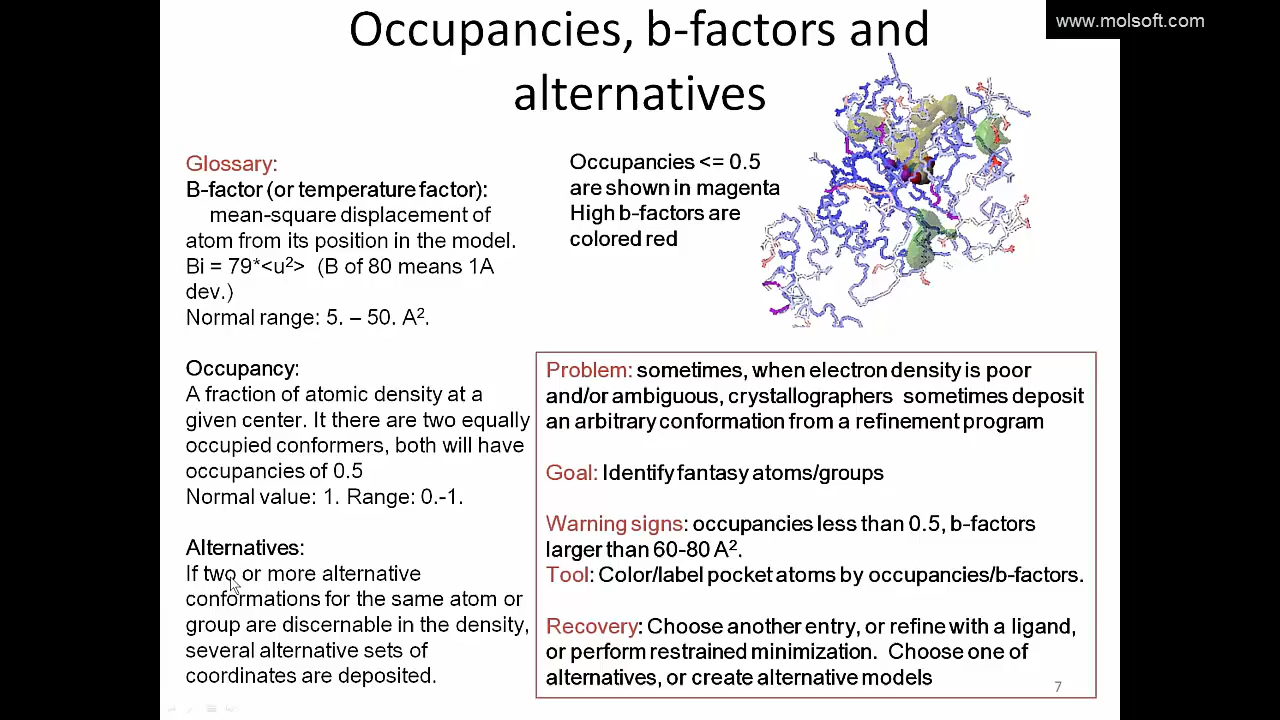 www.molsoft.com
Occupancies, b-factors and
alternatives
Glossary:
B-factor (or temperature factor):
mean-square displacement of
atom from its position in the model.
Bi = 79*<u²> (B of 80 means 1A
dev.)
Normal range: 5. – 50. A².
Occupancy:
A fraction of atomic density at a
given center. It there are two equally
occupied conformers, both will have
occupancies of 0.5
Normal value: 1. Range: 0.-1.
Alternatives:
If two or more alternative
conformations for the same atom or
group are discernable in the density,
several alternative sets of
coordinates are deposited.
Occupancies <= 0.5
are shown in magenta
High b-factors are
colored red
Problem: sometimes, when electron density is poor
and/or ambiguous, crystallographers sometimes deposit
an arbitrary conformation from a refinement program
Goal: Identify fantasy atoms/groups
Warning signs: occupancies less than 0.5, b-factors
larger than 60-80 A².
Tool: Color/label pocket atoms by occupancies/b-factors.
Recovery: Choose another entry, or refine with a ligand,
or perform restrained minimization. Choose one of
alternatives, or create alternative models
7